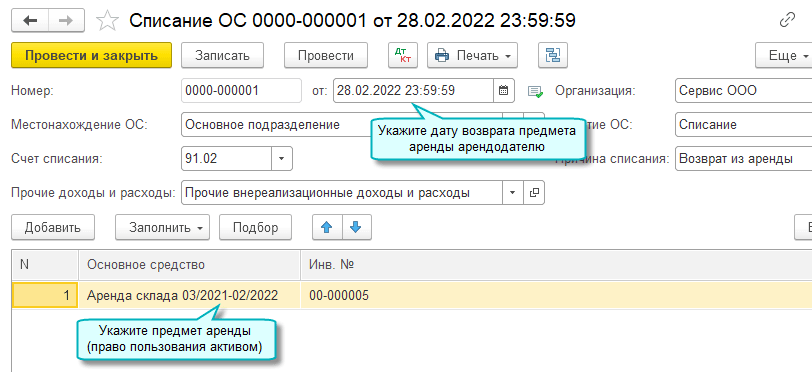 Списание ОС 0000-000001 от 28.02.2022 23:59:59
Провести и закрыть Записать Провести Дт Кт Печать Еще
Номер: 0000-000001 от: 28.02.2022 23:59:59 Организация: Сервис ООО
Местонахождение ОС: Основное подразделение тие ОС: Списание
Укажите дату возврата предмета
аренды арендодателю
Счет списания: 91.02 Причина списания: Возврат из аренды
Прочие доходы и расходы: Прочие внереализационные доходы и расходы
Добавить Заполнить Подбор
N Основное средство Инв. №
1 Аренда склада 03/2021-02/2022 00-000005
Укажите предмет аренды
(право пользования активом)